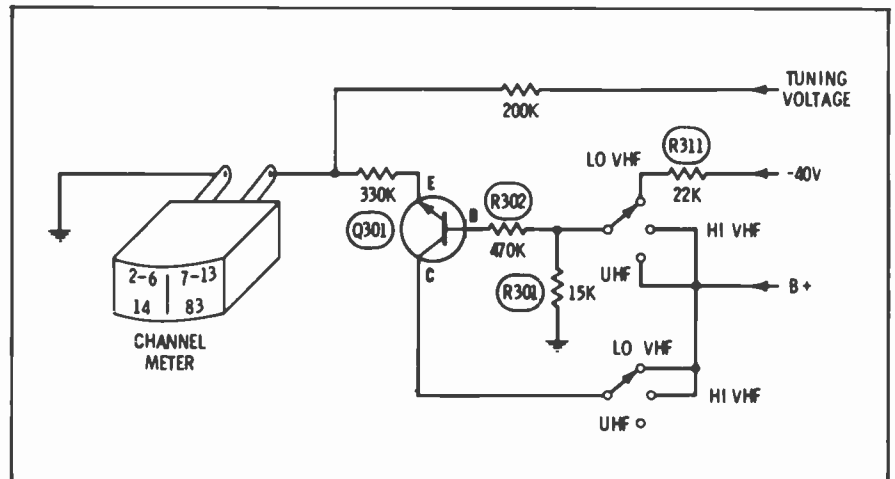 TUNING
VOLTAGE
200K
LO VHF
R311
-40V
22K
330K
E
Q301
B
R302
470K
C
HI VHF
UHF
R301
15K
B+
2-6 7-13
14 83
CHANNEL
METER
LO VHF
HI VHF
UHF